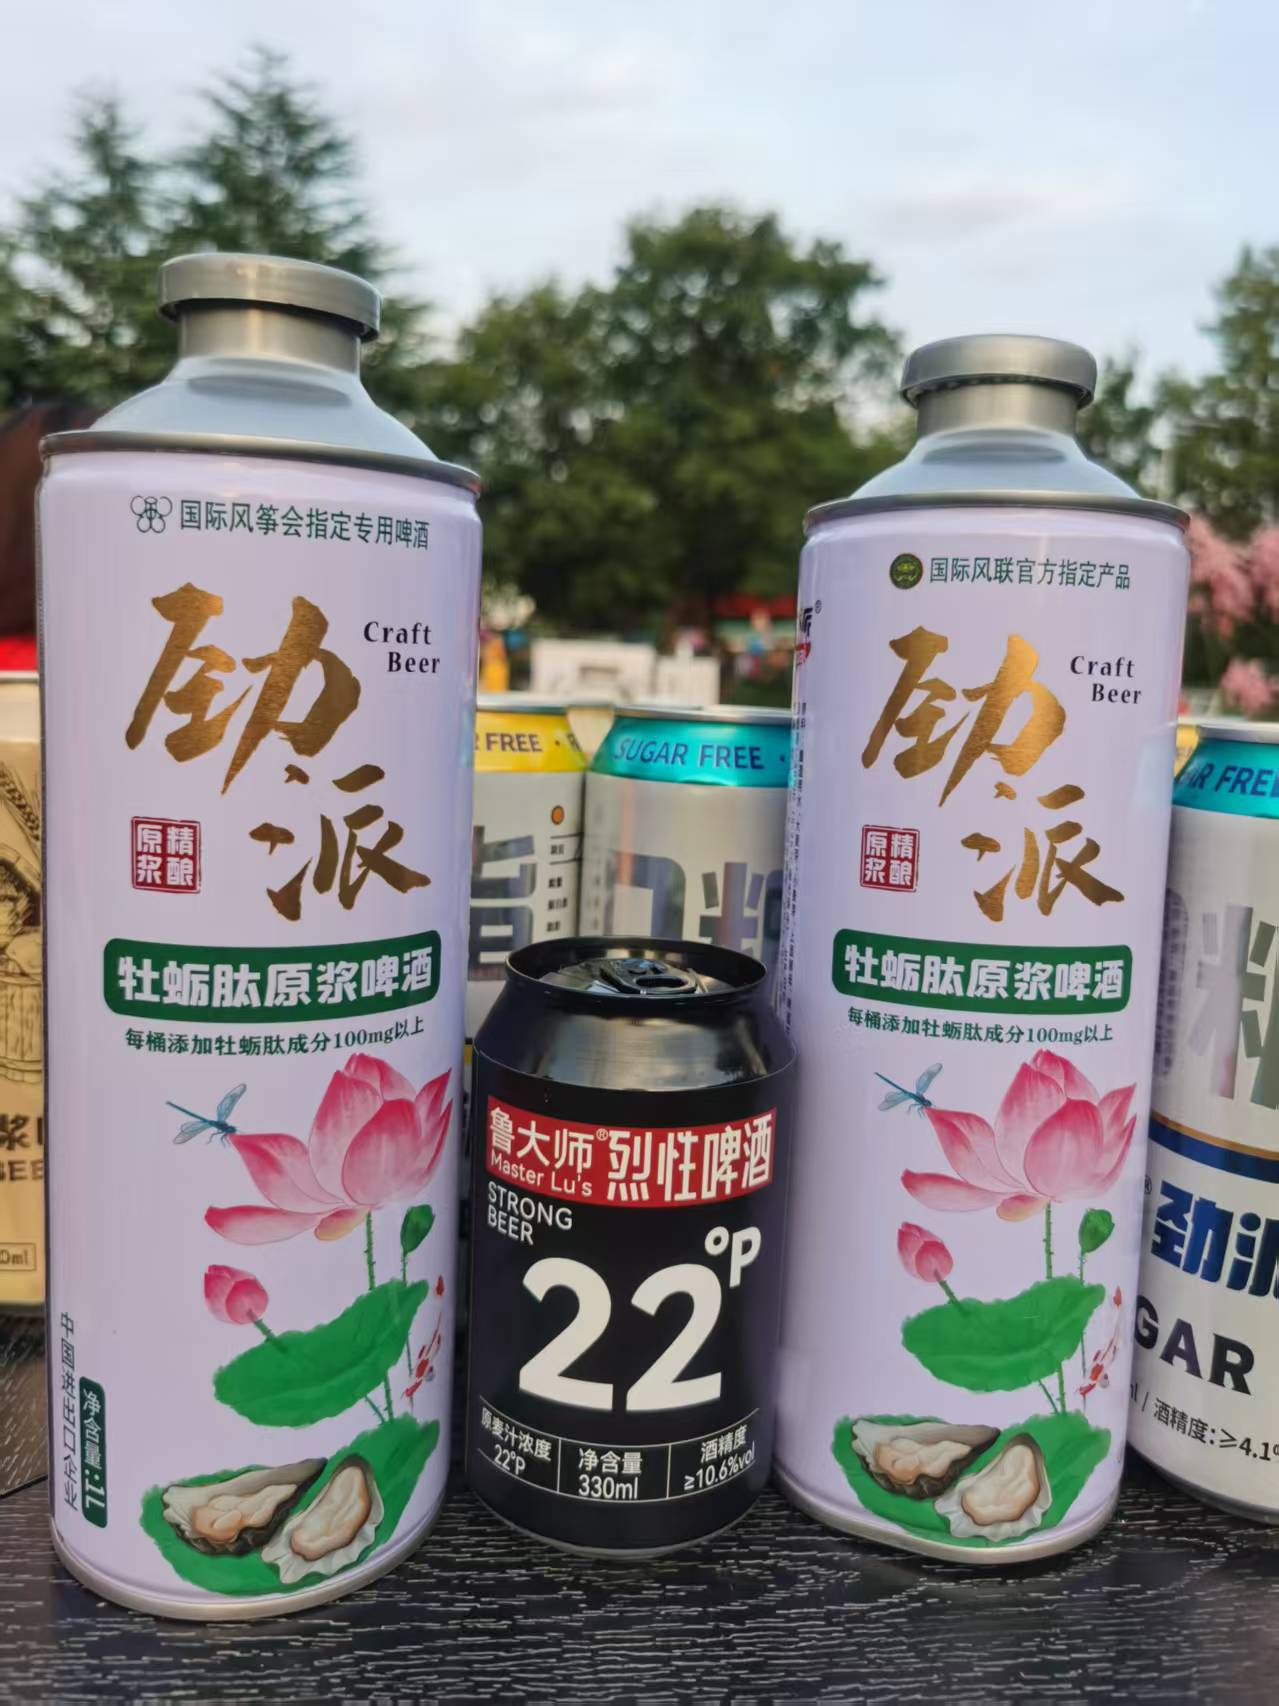 国际风筝会指定专用啤酒
劲派
Craft
Beer
精酿
原浆
牡蛎肽原浆啤酒
每桶添加牡蛎肽成分100mg以上
净含量:1L
国际风联官方指定产品
劲派
Craft
Beer
精酿
原浆
牡蛎肽原浆啤酒
每桶添加牡蛎肽成分100mg以上
鲁大师®烈性啤酒
Master Lu's
STRONG
BEER
22°P
原麦汁浓度
22°P
净含量
330ml
酒精度
≥10.6%vol
FREE
SUGAR FREE
劲派
GAR
酒精度:≥4.1
浆
BEE